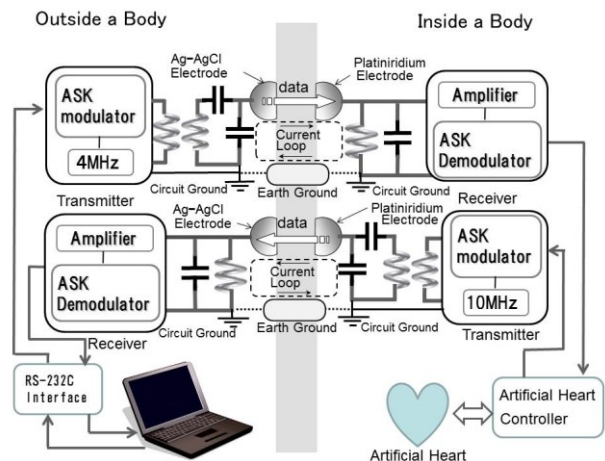 Outside a Body
Inside a Body
Ag-AgCl
Electrode
data
Platiniridium
Electrode
ASK
modulator
4MHz
Transmitter
Circuit Ground
Current
Loop
Earth Ground
Circuit Ground
Amplifier
ASK
Demodulator
Receiver
Ag-AgCl
Electrode
data
Platiniridium
Electrode
Amplifier
ASK
Demodulator
Receiver
Circuit Ground
Current
Loop
Earth Ground
Circuit Ground
ASK
modulator
10MHz
Transmitter
RS-232C
Interface
Artificial Heart
Artificial Heart
Controller